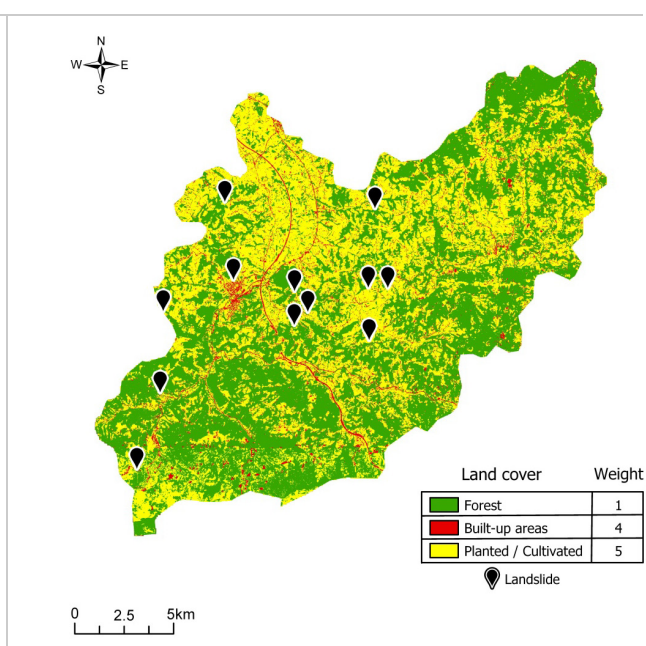 N
W E
S
Land cover Weight
Forest 1
Built-up areas 4
Planted / Cultivated 5
Landslide
0 2.5 5km